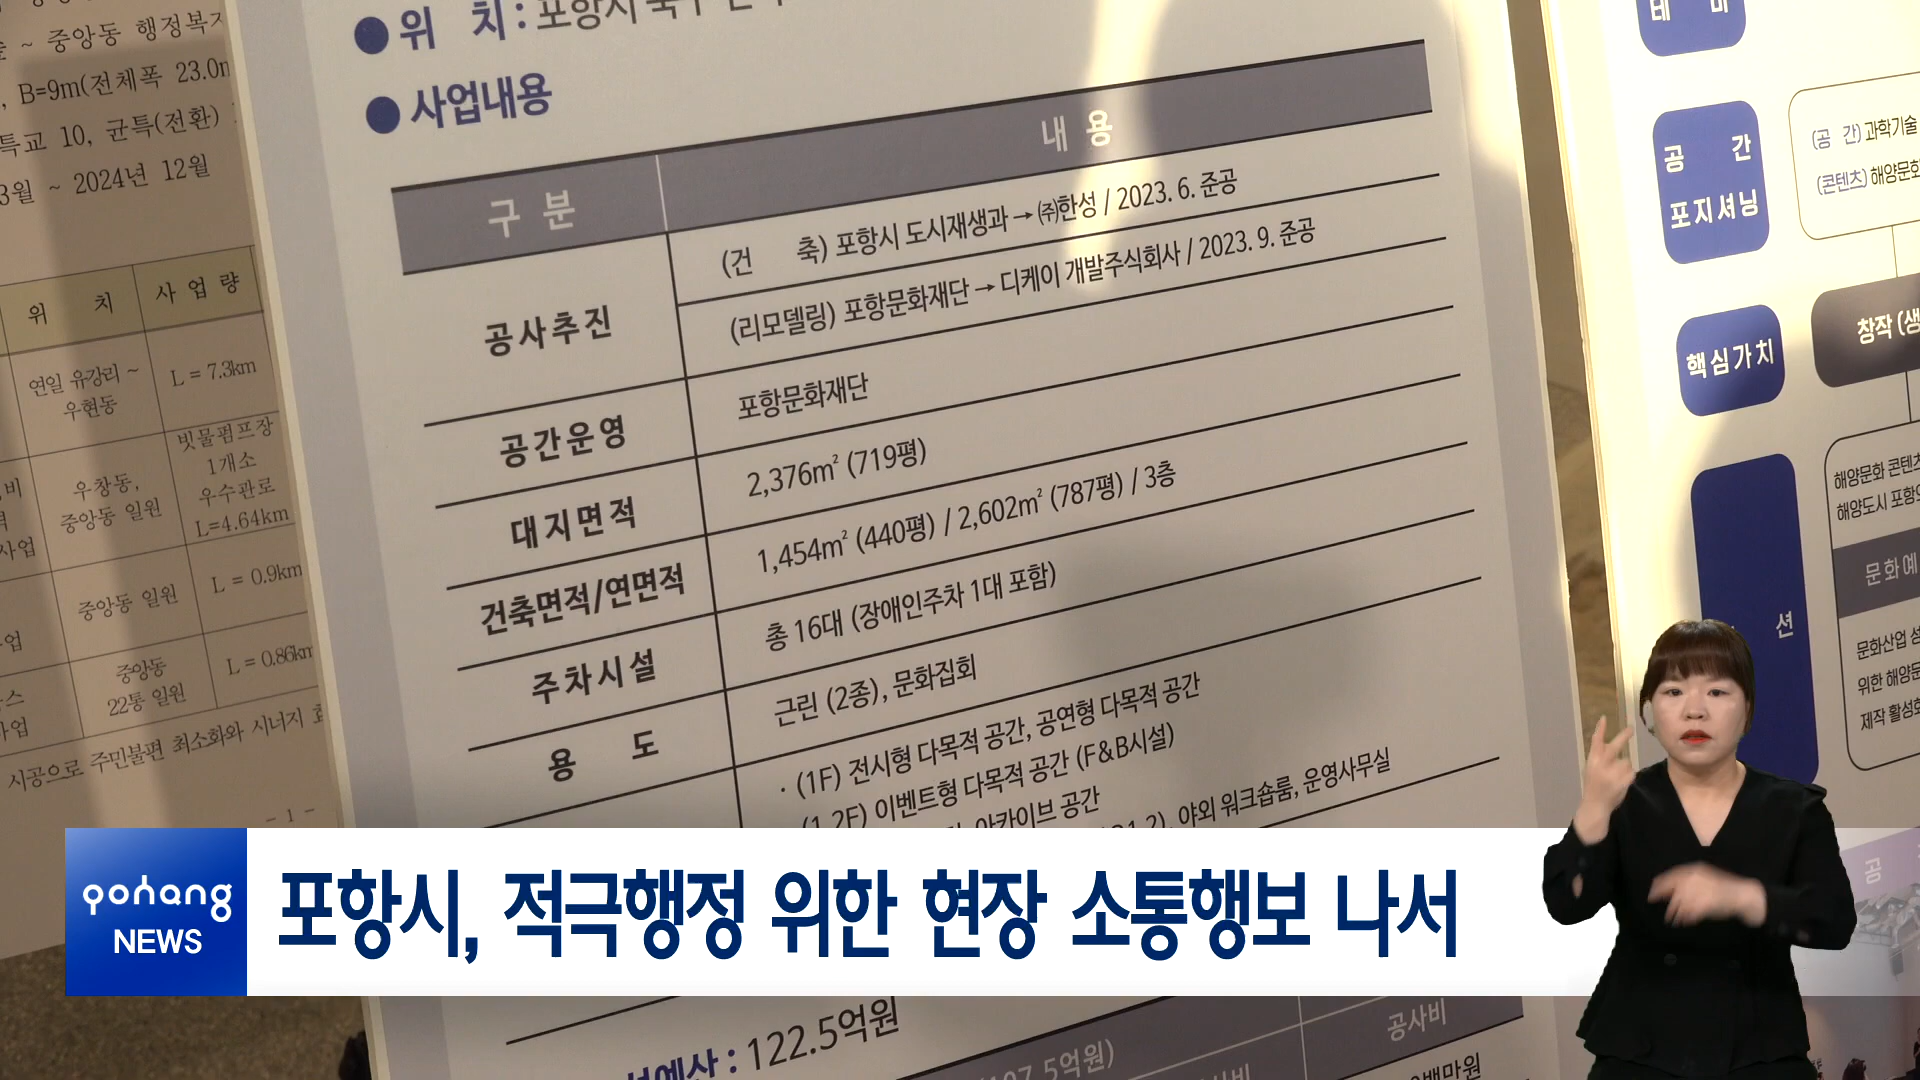 ~ 중앙동 행정복지
, B=9m(전체폭 23.0m
특교 10, 균특(전환)
3월 ~ 2024년 12월
위 치 사 업 량
연일 유강리 ~
우현동
L = 7.3km
빗물펌프장
1개소
우수관로
L=4.64km
우창동,
중앙동 일원
사업
중앙동 일원
L = 0.9km
중앙동
22통 일원
L = 0.86km
시공으로 주민불편 최소화와 시너지
- 1 -
● 위 치 : 포항시 북구
● 사업내용
구 분 내 용
공사추진
(건 축) 포항시 도시재생과 → ㈜한성 / 2023. 6. 준공
(리모델링) 포항문화재단 → 디케이 개발주식회사 / 2023. 9. 준공
공간운영 포항문화재단
대지면적 2,376㎡ (719평)
건축면적/연면적 1,454㎡ (440평) / 2,602㎡ (787평) / 3층
주차시설 총 16대 (장애인주차 1대 포함)
용 도 근린 (2종), 문화집회
· (1F) 전시형 다목적 공간, 공연형 다목적 공간
(1,2F) 이벤트형 다목적 공간 (F&B시설)
아카이브 공간
야외 워크숍룸, 운영사무실
: 122.5억원
공사비
테 마
공 간
포지셔닝
(공 간) 과학기술
(콘텐츠) 해양문화
핵심가치
창작 (생
해양문화 콘텐츠
해양도시 포항
션
문화예
문화산업
위한 해양문
제작 활성화
공
pohang
NEWS
포항시, 적극행정 위한 현장 소통행보 나서